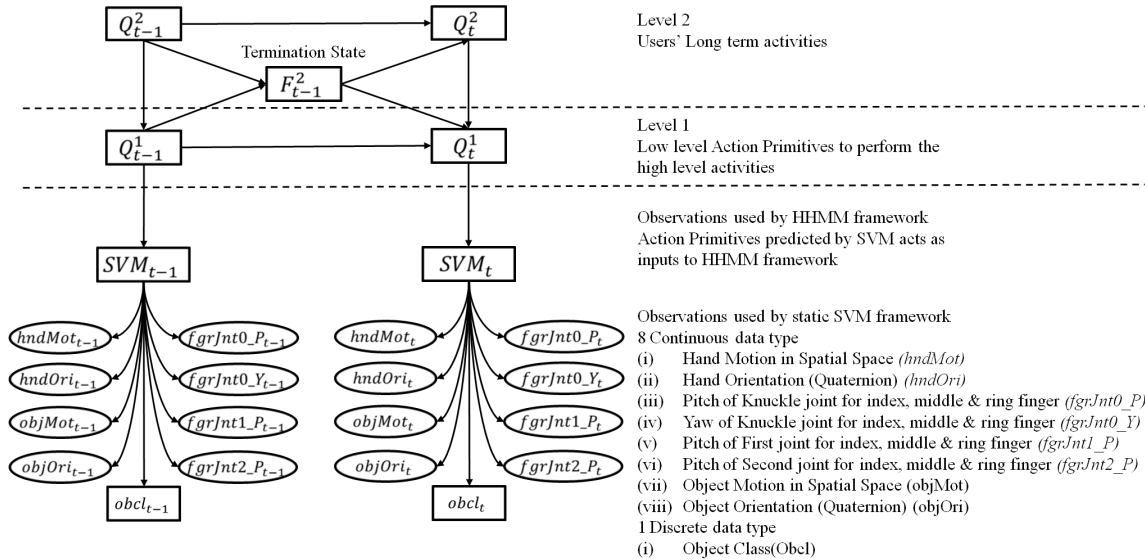 Q²ₜ₋₁
Q²ₜ
Termination State
F²ₜ₋₁
Q¹ₜ₋₁
Q¹ₜ
SVMₜ₋₁
SVMₜ
hndMotₜ₋₁
fgrJnt0_Pₜ₋₁
hndOriₜ₋₁
fgrJnt0_Yₜ₋₁
objMotₜ₋₁
fgrJnt1_Pₜ₋₁
objOriₜ₋₁
fgrJnt2_Pₜ₋₁
obclₜ₋₁
hndMotₜ
fgrJnt0_Pₜ
hndOriₜ
fgrJnt0_Yₜ
objMotₜ
fgrJnt1_Pₜ
objOriₜ
fgrJnt2_Pₜ
obclₜ
Level 2
Users' Long term activities
Level 1
Low level Action Primitives to perform the
high level activities
Observations used by HHMM framework
Action Primitives predicted by SVM acts as
inputs to HHMM framework
Observations used by static SVM framework
8 Continuous data type
(i) Hand Motion in Spatial Space (hndMot)
(ii) Hand Orientation (Quaternion) (hndOri)
(iii) Pitch of Knuckle joint for index, middle & ring finger (fgrJnt0_P)
(iv) Yaw of Knuckle joint for index, middle & ring finger (fgrJnt0_Y)
(v) Pitch of First joint for index, middle & ring finger (fgrJnt1_P)
(vi) Pitch of Second joint for index, middle & ring finger (fgrJnt2_P)
(vii) Object Motion in Spatial Space (objMot)
(viii) Object Orientation (Quaternion) (objOri)
1 Discrete data type
(i) Object Class(Obcl)